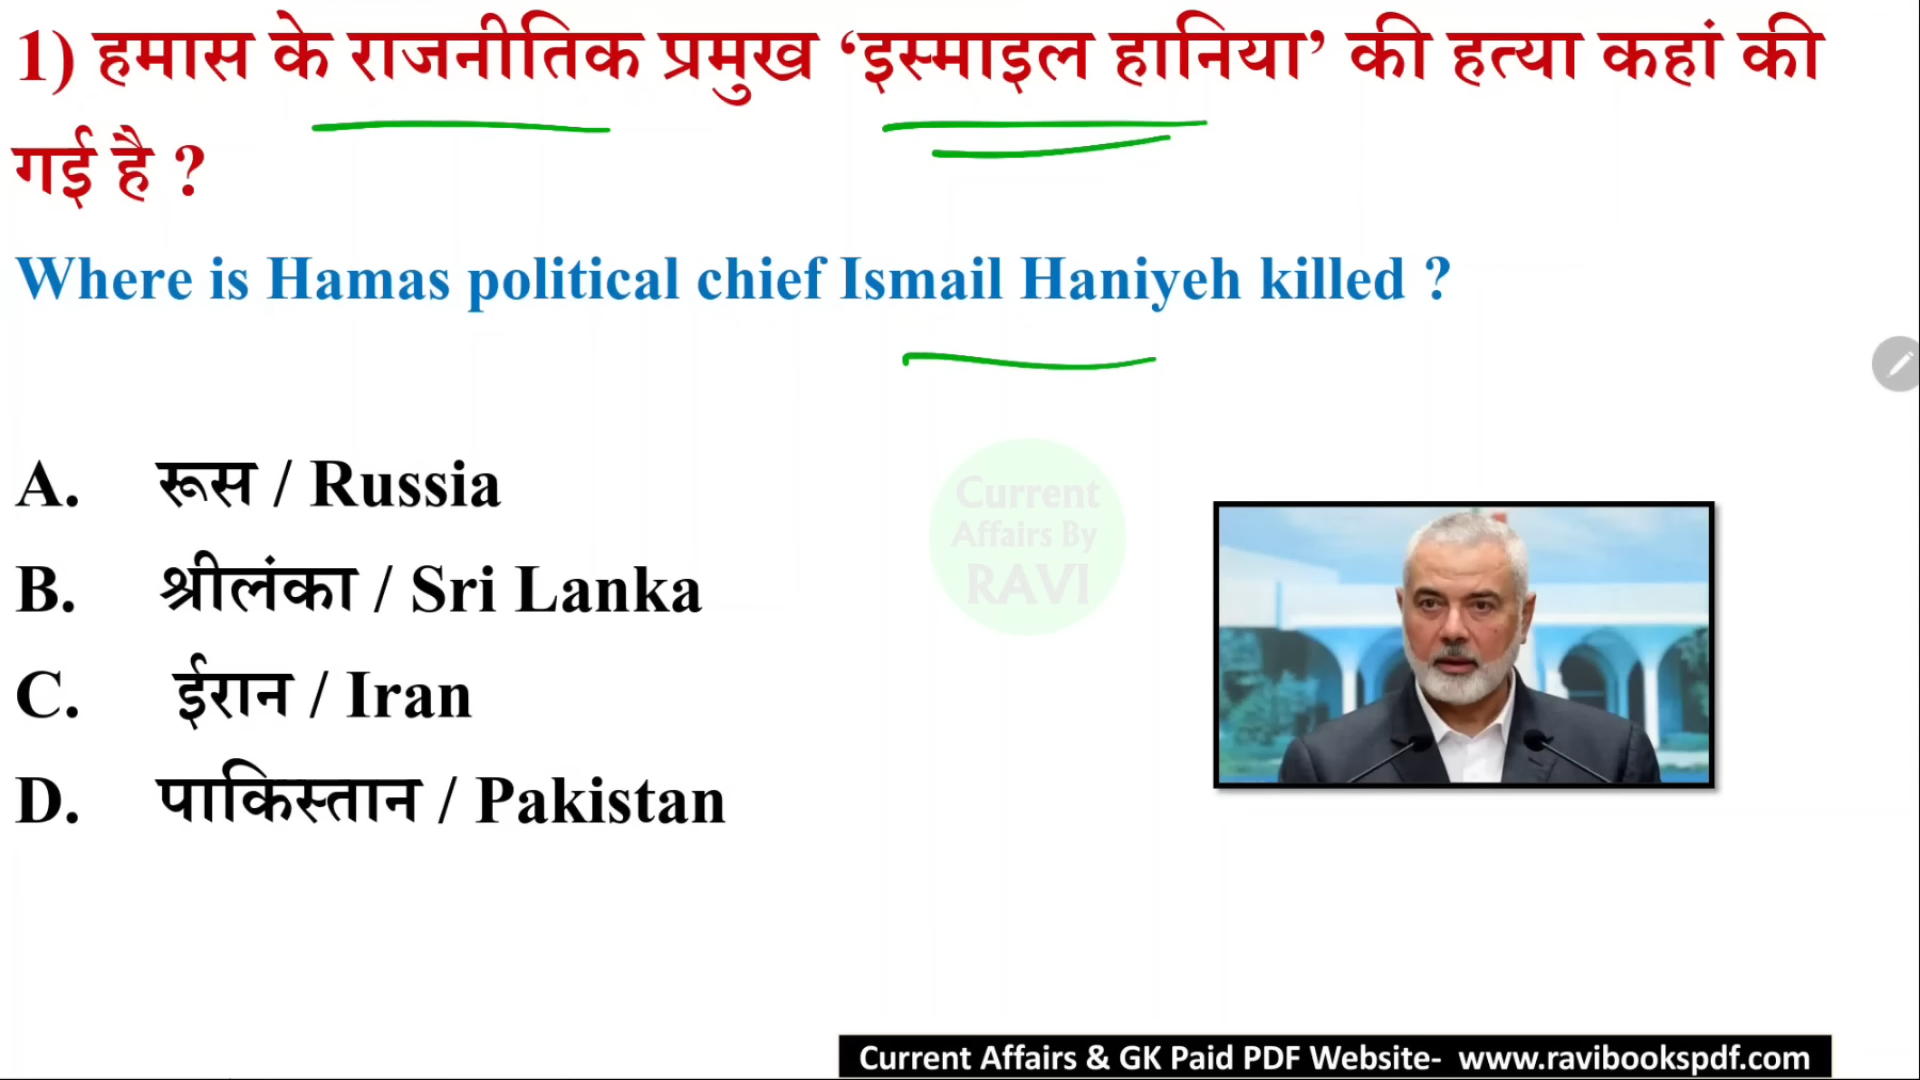 1) हमास के राजनीतिक प्रमुख ‘इस्माइल हानिया’ की हत्या कहां की
गई है ?
Where is Hamas political chief Ismail Haniyeh killed ?
A. रूस / Russia
B. श्रीलंका / Sri Lanka
C. ईरान / Iran
D. पाकिस्तान / Pakistan
Current
Affairs By
RAVI
Current Affairs & GK Paid PDF Website- www.ravibookspdf.com